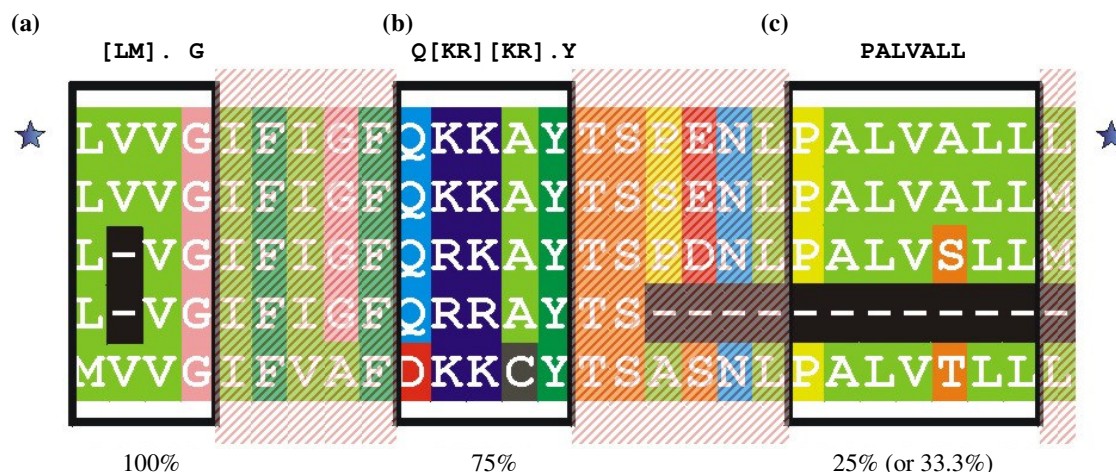 (a) (b) (c)
[LM]. G Q[KR][KR].Y PALVALL
LVVGIFIGFQKKAYTSPENLPALVALLL
LVVGIFIGFQKKAYTSSENLPALVALLM
L-VGIFIGFQRKAYTSPDNLPALVSLLM
L-VGIFIGFQRRAYTS------------
MVVGIFVAFDKKCYTSASNLPALVTLLL
100% 75% 25% (or 33.3%)